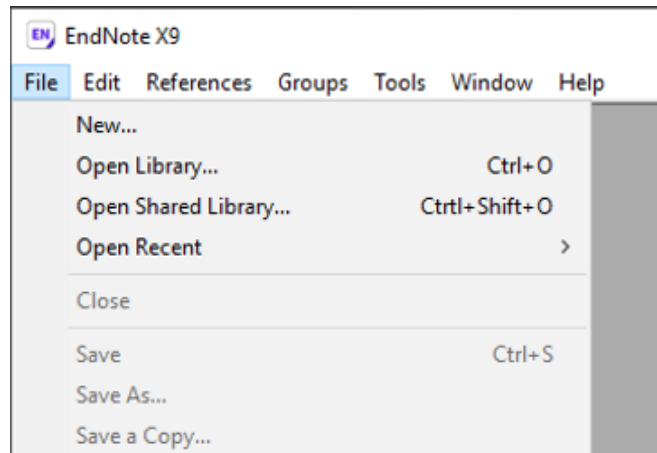 EN EndNote X9
File Edit References Groups Tools Window Help
New...
Open Library... Ctrl+O
Open Shared Library... Ctrtl+Shift+O
Open Recent >
Close
Save Ctrl+S
Save As...
Save a Copy...